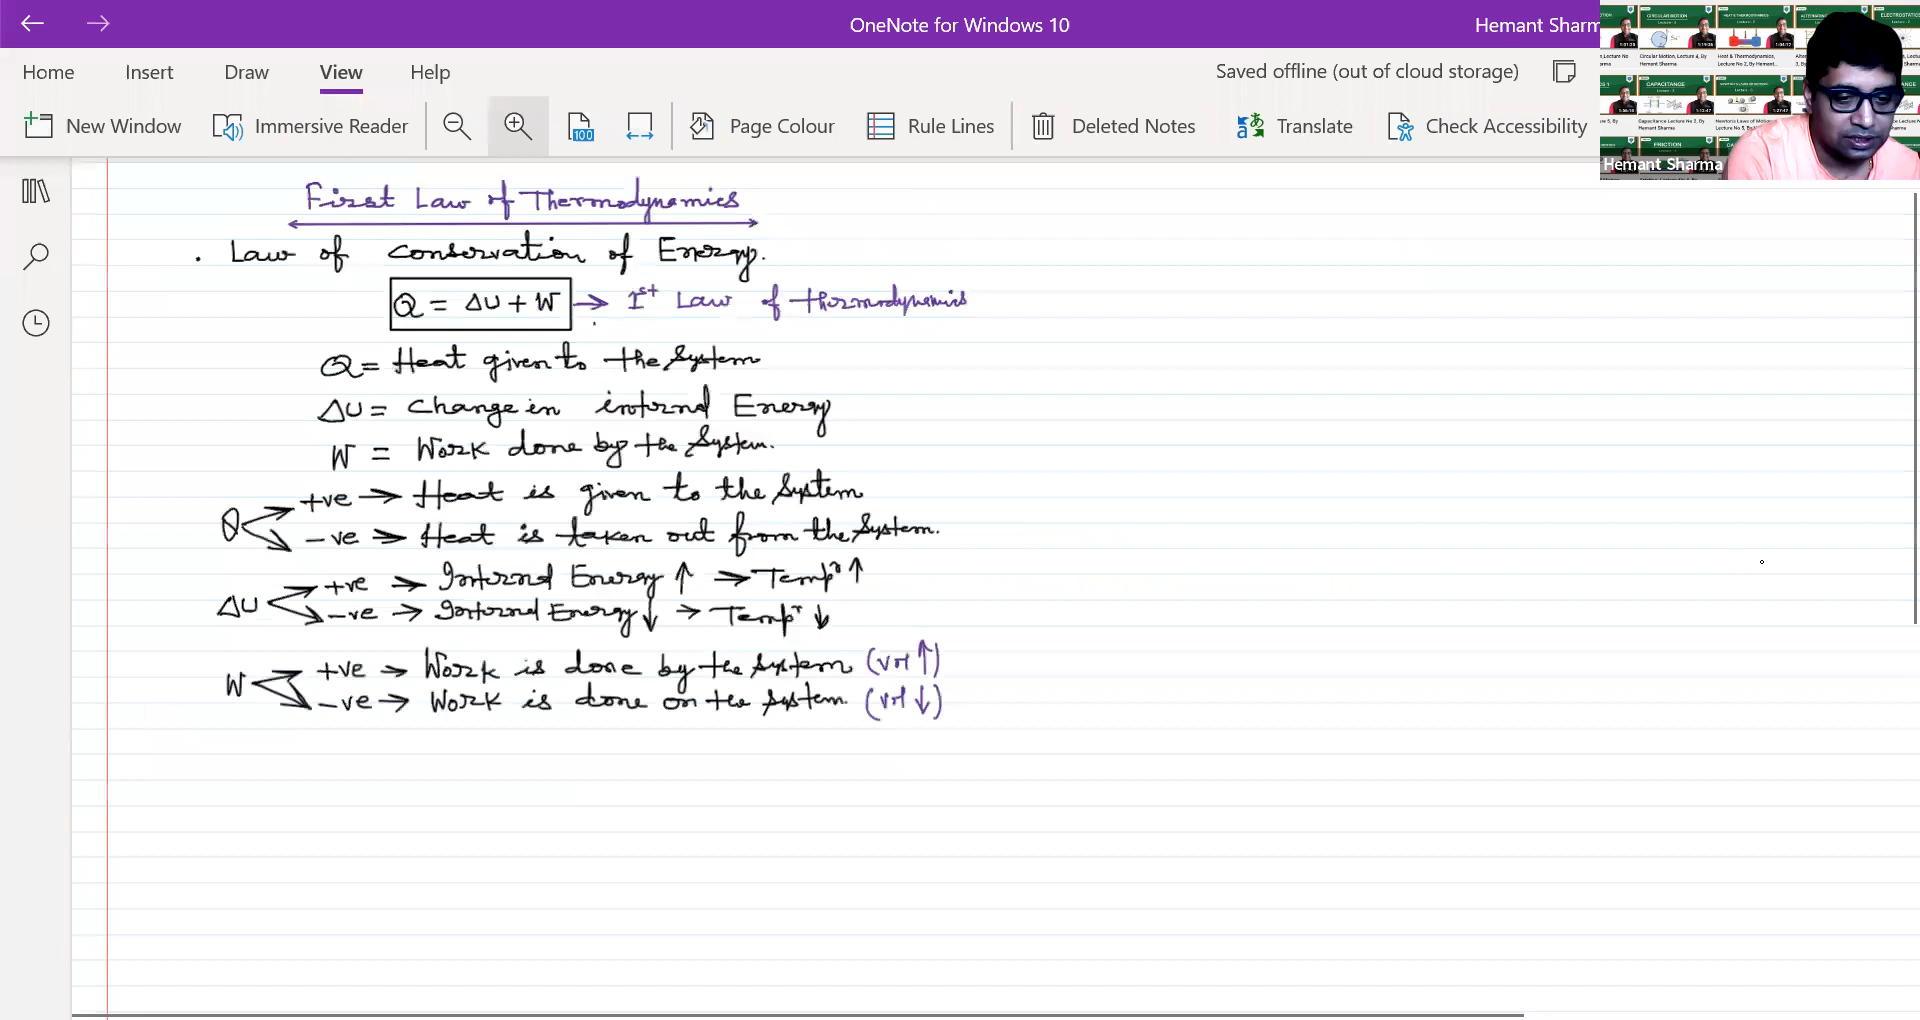 OneNote for Windows 10
Hemant Sharm
Home Insert Draw View Help
Saved offline (out of cloud storage)
New Window Immersive Reader 100 Page Colour Rule Lines Deleted Notes Translate Check Accessibility
Hemant Sharma
First Law of Thermodynamics
. Law of conservation of Energy.
Q = ΔU + W → Ist Law of thermodynamics
Q = Heat given to the System
ΔU = Change in internal Energy
W = Work done by the System.
Q +ve → Heat is given to the System
-ve → Heat is taken out from the System.
ΔU +ve → Internal Energy ↑ → Tempr ↑
-ve → Internal Energy ↓ → Tempr ↓
W +ve → Work is done by the system (vol ↑)
-ve → Work is done on the system. (vol ↓)